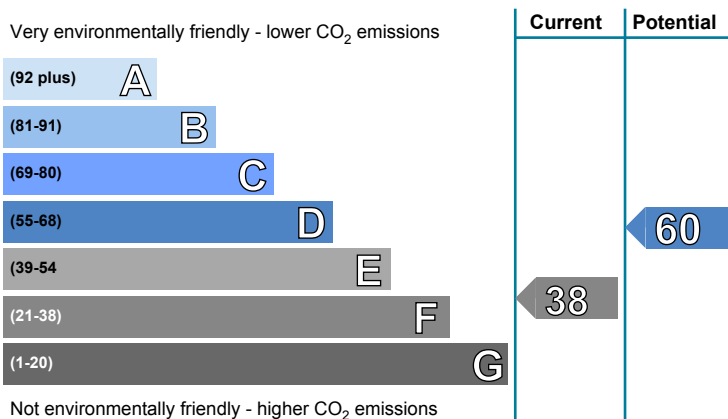 Current Potential
Very environmentally friendly - lower CO₂ emissions
(92 plus) A
(81-91) B
(69-80) C
(55-68) D
60
(39-54 E
(21-38) F
38
(1-20) G
Not environmentally friendly - higher CO₂ emissions